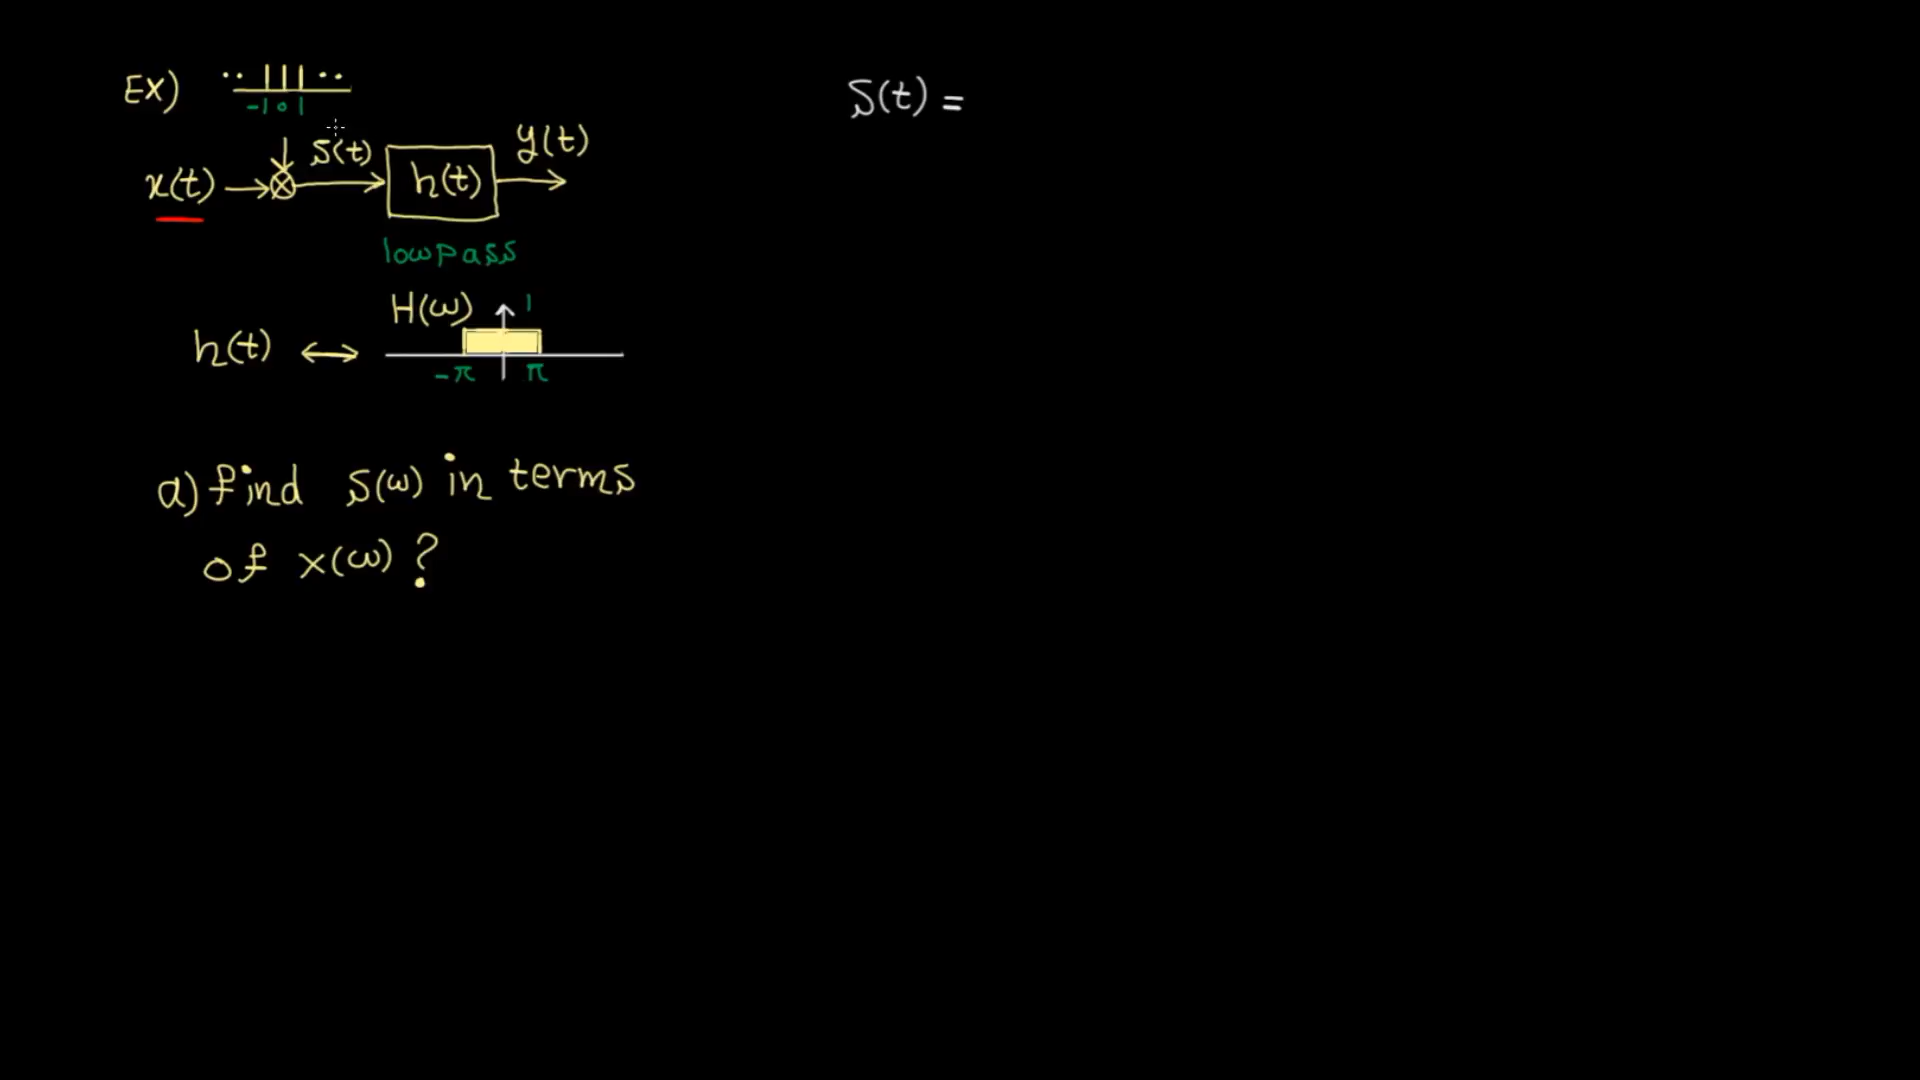 EX) .. ||| ..
-1 0 1
x(t) → ⊗ s(t) → h(t) → y(t)
lowpass
h(t) ↔ H(ω) 1
-π π
a) find S(ω) in terms
of x(ω) ?
S(t) =